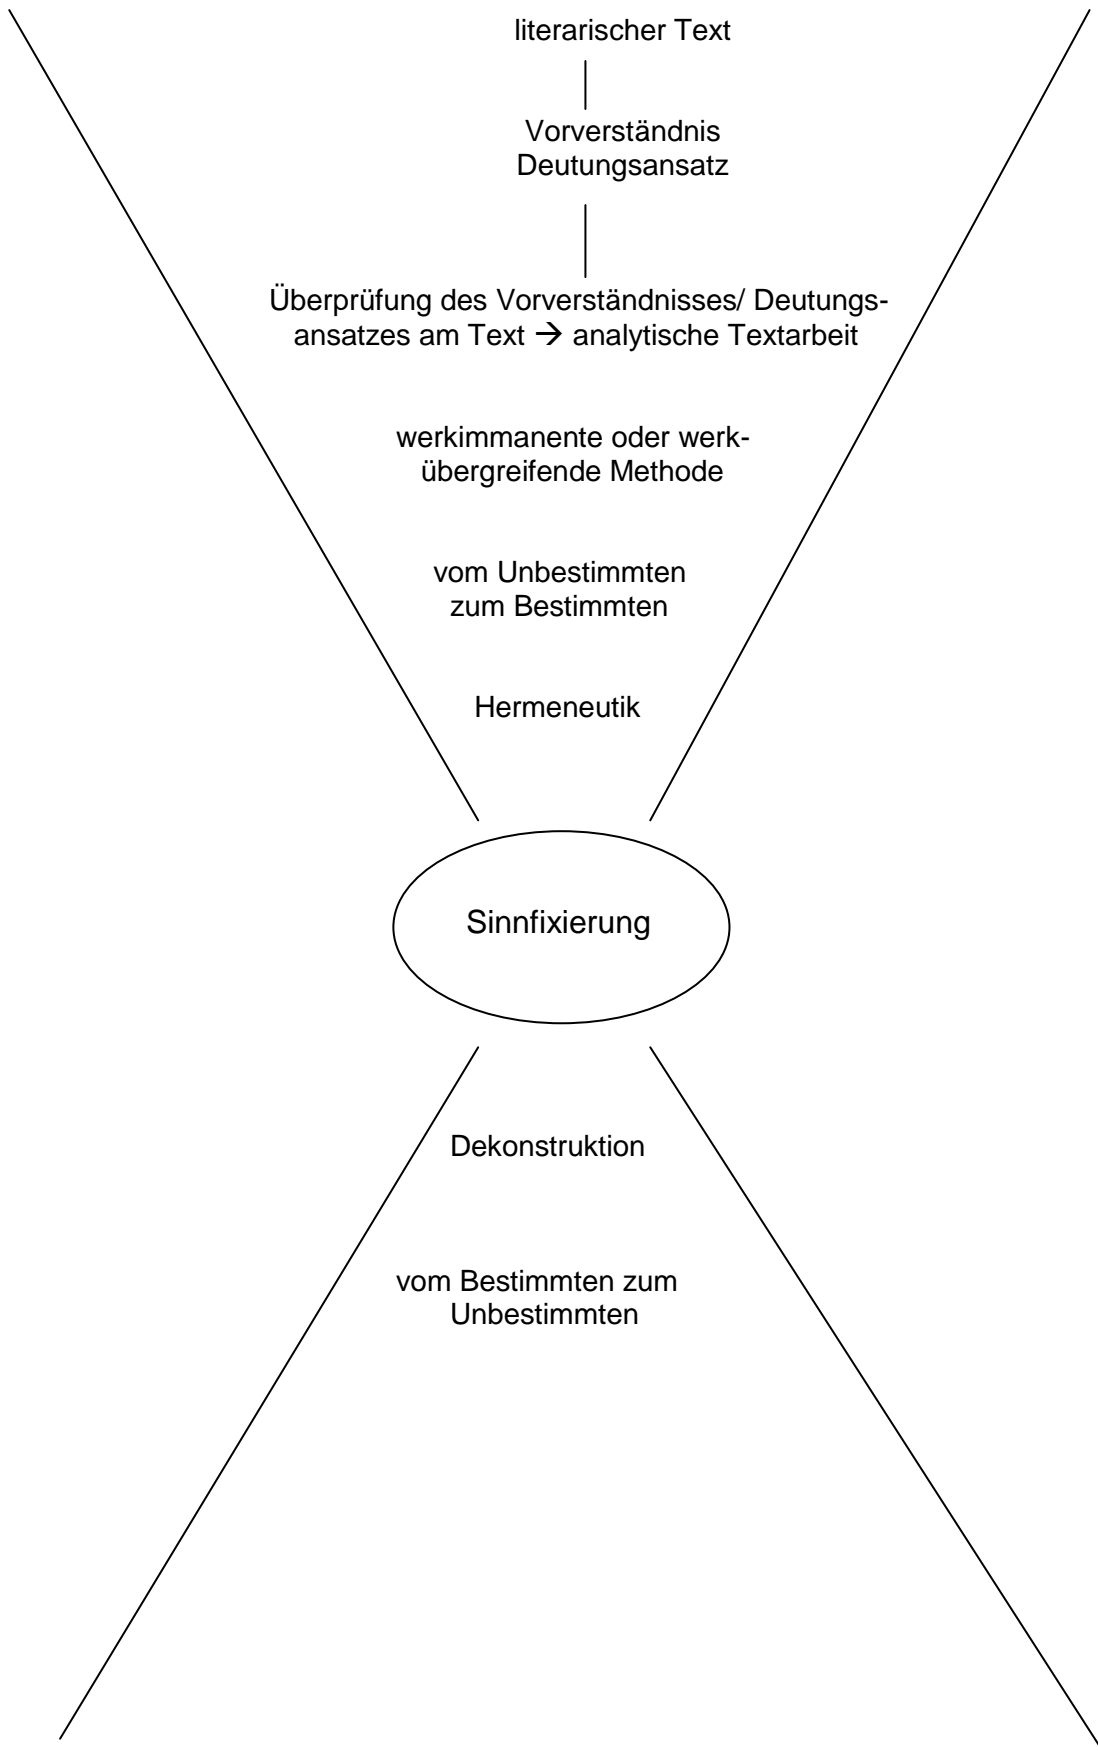 literarischer Text
Vorverständnis
Deutungsansatz
Überprüfung des Vorverständnisses/ Deutungs-
ansatzes am Text → analytische Textarbeit
werkimmanente oder werk-
übergreifende Methode
vom Unbestimmten
zum Bestimmten
Hermeneutik
Sinnfixierung
Dekonstruktion
vom Bestimmten zum
Unbestimmten